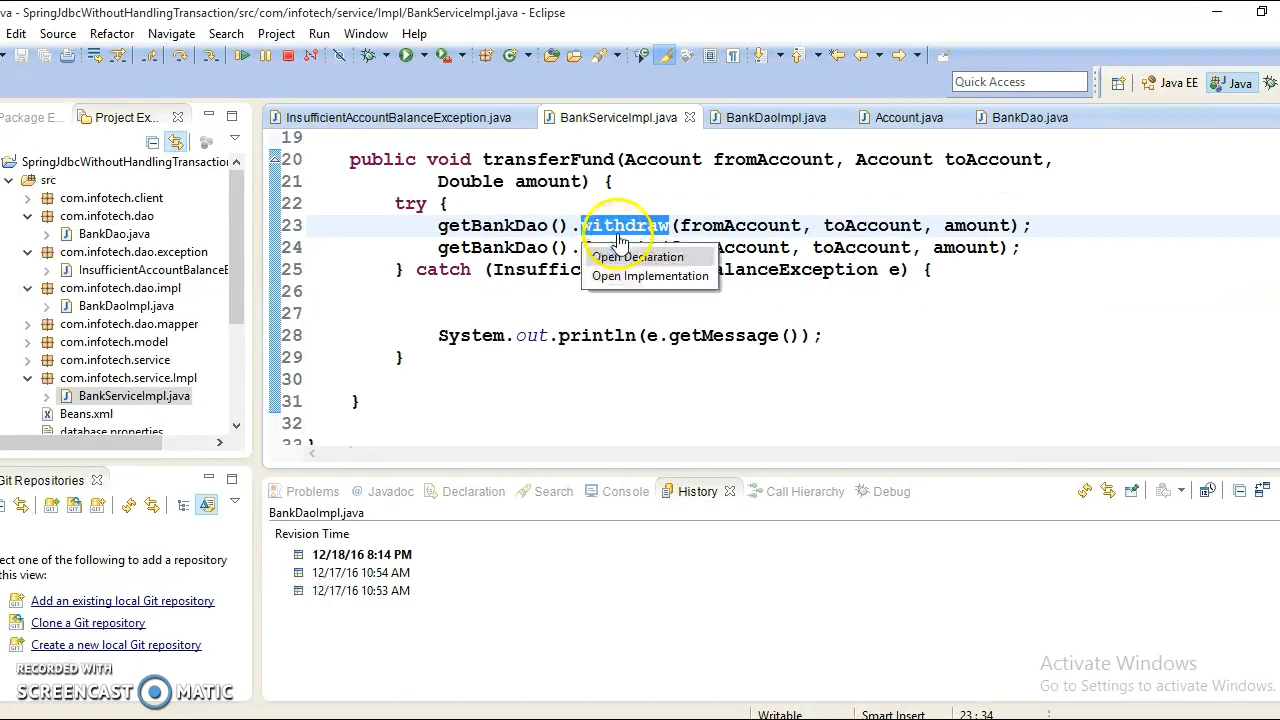 va - SpringJdbcWithoutHandlingTransaction/src/com/infotech/service/Impl/BankServiceImpl.java - Eclipse
Edit Source Refactor Navigate Search Project Run Window Help
Quick Access
Java EE
Java
Package E...
Project Ex...
InsufficientAccountBalanceException.java
BankServiceImpl.java
BankDaoImpl.java
Account.java
BankDao.java
SpringJdbcWithoutHandlingTransaction
src
com.infotech.client
com.infotech.dao
BankDao.java
com.infotech.dao.exception
InsufficientAccountBalanceE
com.infotech.dao.impl
BankDaoImpl.java
com.infotech.dao.mapper
com.infotech.model
com.infotech.service
com.infotech.service.Impl
BankServiceImpl.java
Beans.xml
database.properties
19
20 public void transferFund(Account fromAccount, Account toAccount,
21 Double amount) {
22 try {
23 getBankDao().withdraw(fromAccount, toAccount, amount);
24 getBankDao(). Account, toAccount, amount);
25 } catch (Insuffic alanceException e) {
26
27
28 System.out.println(e.getMessage());
29 }
30
31 }
32
33 }
Open Declaration
Open Implementation
Git Repositories
ect one of the following to add a repository
this view:
Add an existing local Git repository
Clone a Git repository
Create a new local Git repository
Problems
@ Javadoc
Declaration
Search
Console
History
Call Hierarchy
Debug
BankDaoImpl.java
Revision Time
12/18/16 8:14 PM
12/17/16 10:54 AM
12/17/16 10:53 AM
RECORDED WITH
SCREENCAST MATIC
Activate Windows
Go to Settings to activate Windows.
Writable
Smart Insert
23 : 34